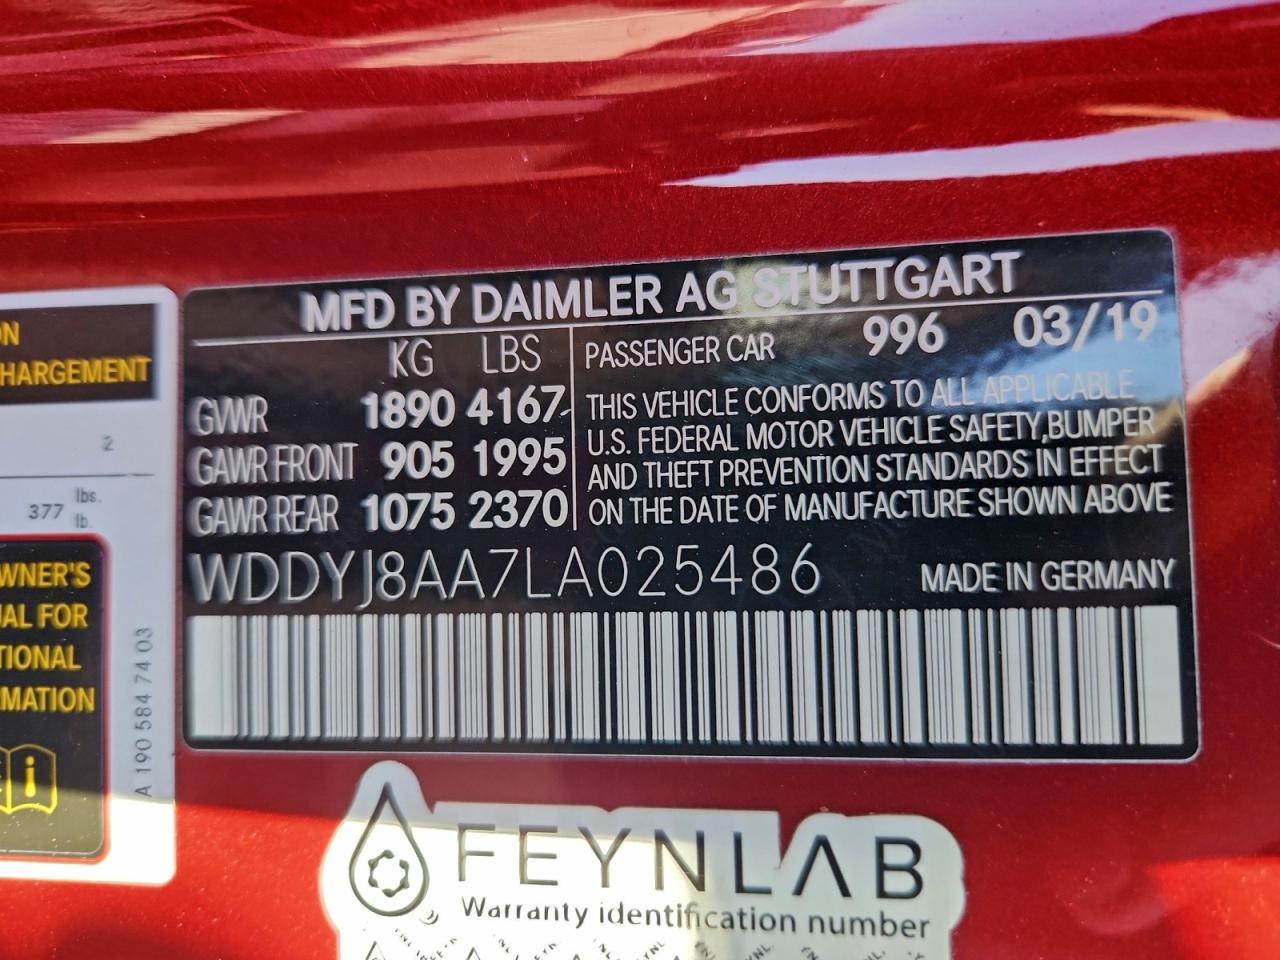 MFD BY DAIMLER AG STUTTGART
KG LBS PASSENGER CAR 996 03/19
GVWR 1890 4167
GAWR FRONT 905 1995
GAWR REAR 1075 2370
THIS VEHICLE CONFORMS TO ALL APPLICABLE
U.S. FEDERAL MOTOR VEHICLE SAFETY, BUMPER
AND THEFT PREVENTION STANDARDS IN EFFECT
ON THE DATE OF MANUFACTURE SHOWN ABOVE
WDDYJ8AA7LA025486 MADE IN GERMANY
ON
HARGEMENT
2
377 lbs.
lb.
WNER'S
UAL FOR
TIONAL
RMATION
A 190 584 74 03
FEYNLAB
Warranty identification number